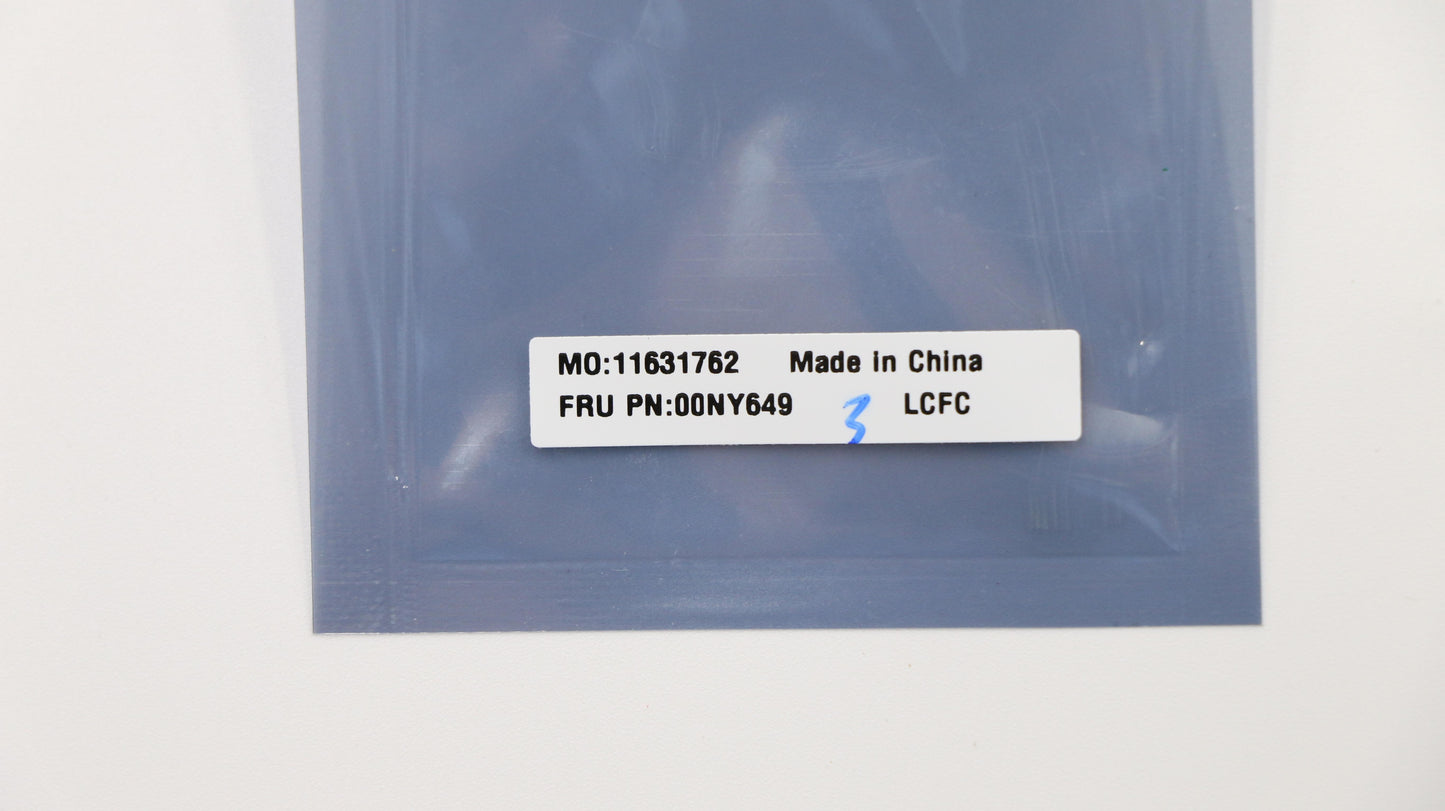 MO:11631762 Made in China
FRU PN:00NY649 3 LCFC